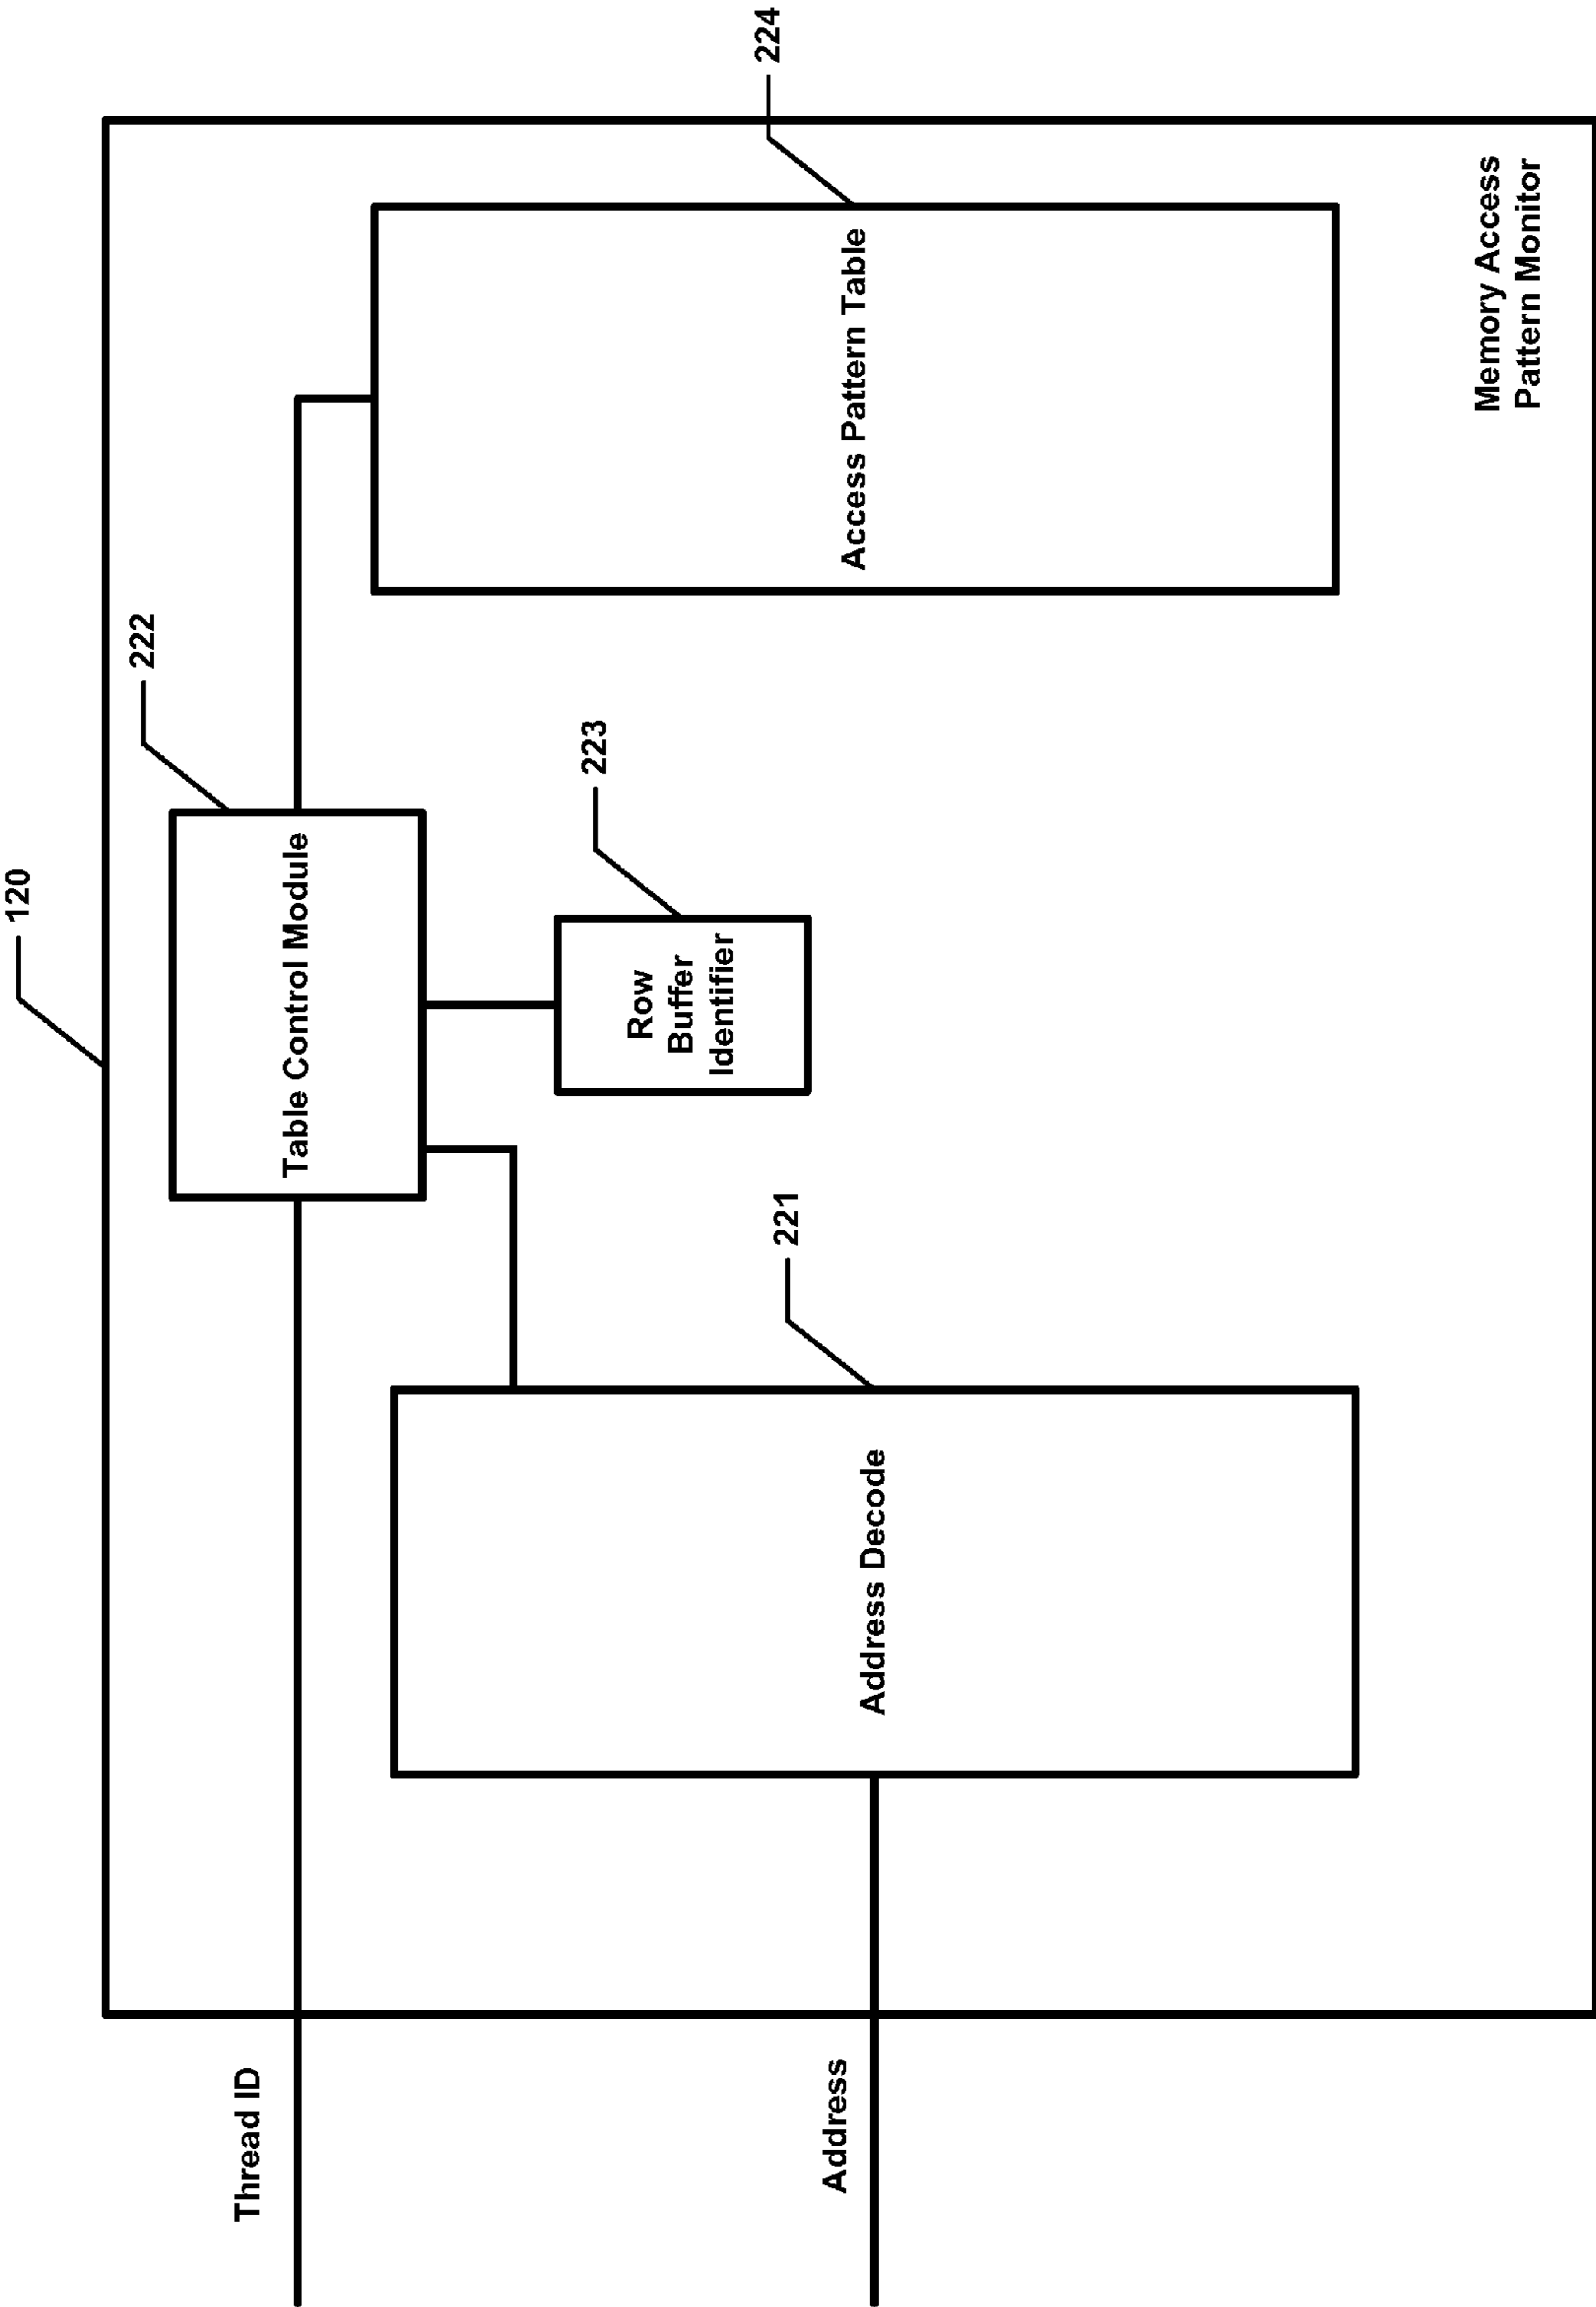 120
Thread ID
Table Control Module
222
Row
Buffer
Identifier
223
Address
Address Decode
221
Access Pattern Table
224
Memory Access
Pattern Monitor